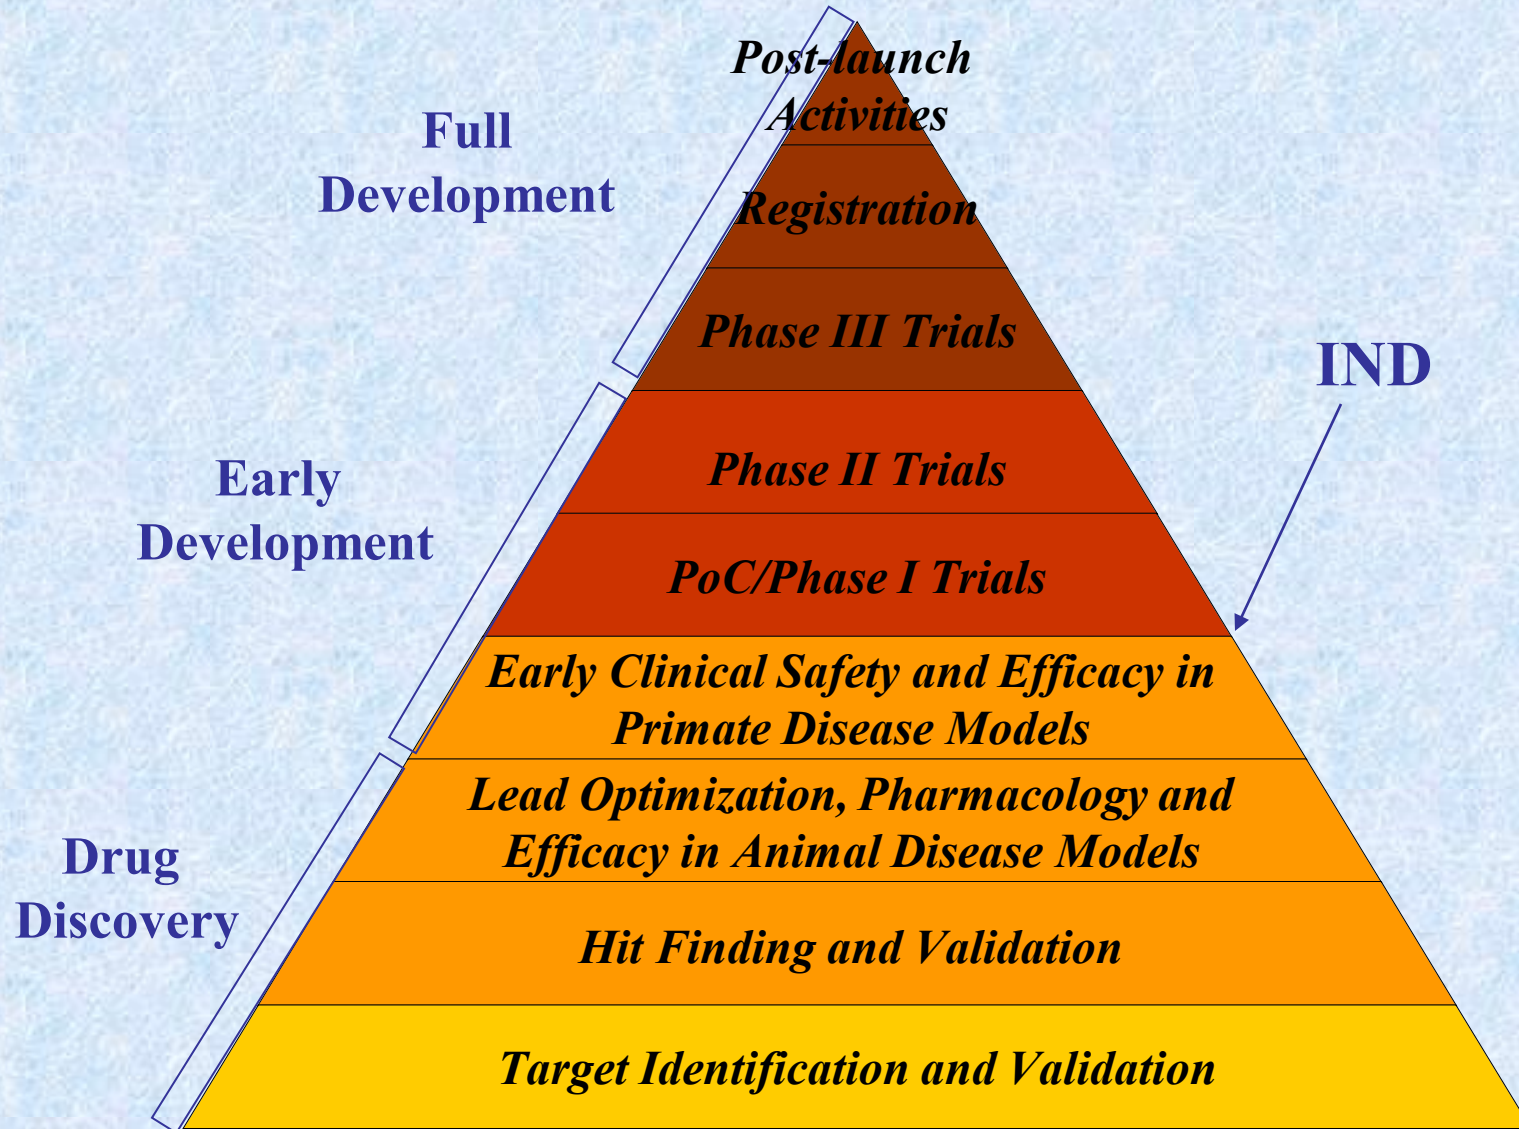 Post-launch
Activities
Full
Development
Registration
Phase III Trials
IND
Phase II Trials
Early
Development
PoC/Phase I Trials
Early Clinical Safety and Efficacy in
Primate Disease Models
Lead Optimization, Pharmacology and
Efficacy in Animal Disease Models
Drug
Discovery
Hit Finding and Validation
Target Identification and Validation